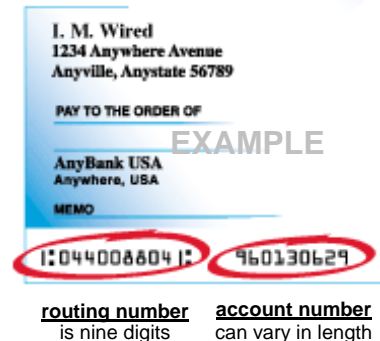 I. M. Wired
1234 Anywhere Avenue
Anyville, Anystate 56789
PAY TO THE ORDER OF
EXAMPLE
AnyBank USA
Anywhere, USA
MEMO
⑆044008804⑆ 960130629
routing number account number
is nine digits can vary in length